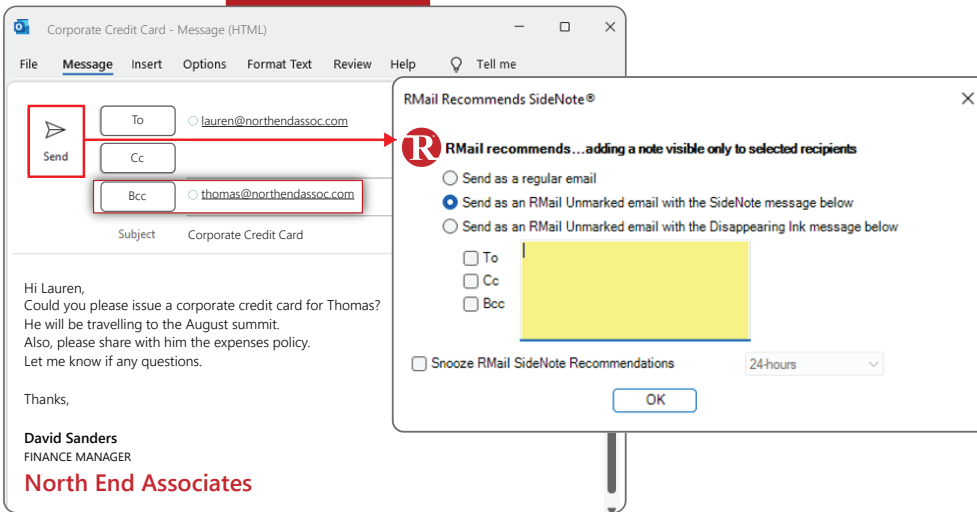 Corporate Credit Card - Message (HTML)
File Message Insert Options Format Text Review Help Tell me
Send
To lauren@northendassoc.com
Cc
Bcc thomas@northendassoc.com
Subject Corporate Credit Card
Hi Lauren,
Could you please issue a corporate credit card for Thomas?
He will be travelling to the August summit.
Also, please share with him the expenses policy.
Let me know if any questions.
Thanks,
David Sanders
FINANCE MANAGER
North End Associates
RMail Recommends SideNote®
R RMail recommends...adding a note visible only to selected recipients
Send as a regular email
Send as an RMail Unmarked email with the SideNote message below
Send as an RMail Unmarked email with the Disappearing Ink message below
To
Cc
Bcc
Snooze RMail SideNote Recommendations 24-hours
OK